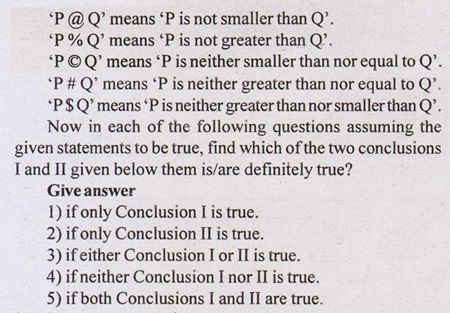 ‘P @ Q’ means ‘P is not smaller than Q’.
‘P % Q’ means ‘P is not greater than Q’.
‘P © Q’ means ‘P is neither smaller than nor equal to Q’.
‘P # Q’ means ‘P is neither greater than nor equal to Q’.
‘P $ Q’ means ‘P is neither greater than nor smaller than Q’.
Now in each of the following questions assuming the
given statements to be true, find which of the two conclusions
I and II given below them is/are definitely true?
Give answer
1) if only Conclusion I is true.
2) if only Conclusion II is true.
3) if either Conclusion I or II is true.
4) if neither Conclusion I nor II is true.
5) if both Conclusions I and II are true.